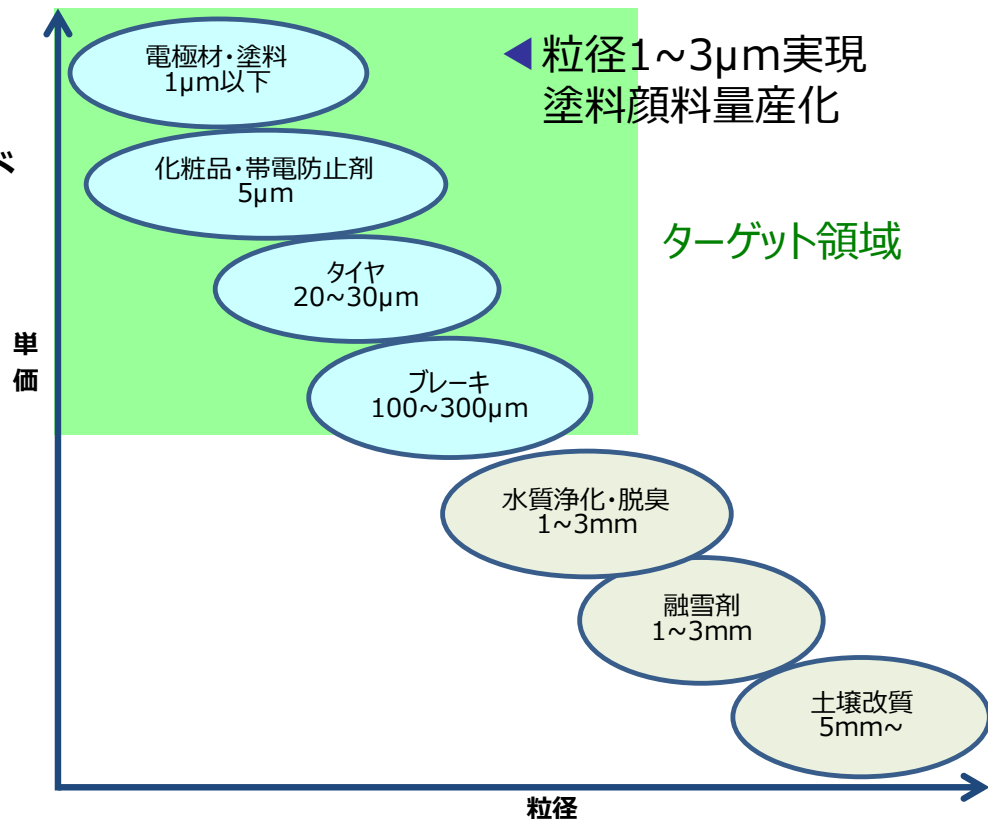 電極材・塗料
1μm以下
◀粒径1~3μm実現
塗料顔料量産化
化粧品・帯電防止剤
5μm
ターゲット領域
タイヤ
20~30μm
単
価
ブレーキ
100~300μm
水質浄化・脱臭
1~3mm
融雪剤
1~3mm
土壌改質
5mm~
粒径